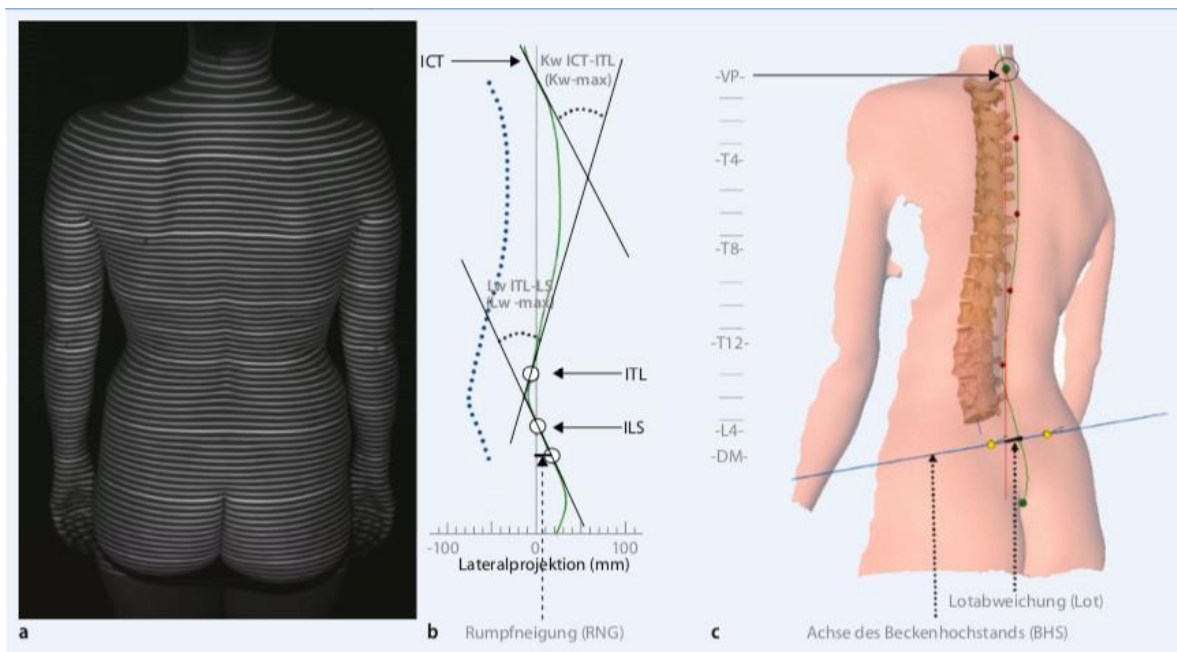 ICT
Kw ICT-ITL
(Kw-max)
Lw ITL-LS
(Lw -max)
ITL
ILS
-100
0
100
Lateralprojektion (mm)
-VP-
-T4-
-T8-
-T12-
-L4-
-DM-
Lotabweichung (Lot)
a
b
Rumpfneigung (RNG)
c
Achse des Beckenhochstands (BHS)